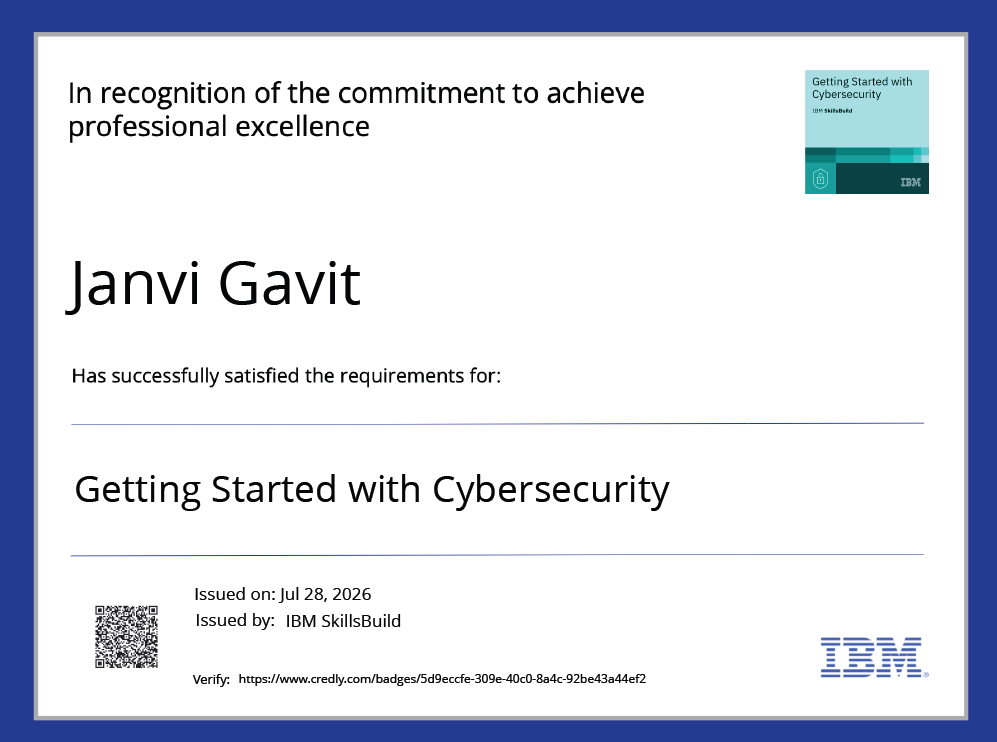 In recognition of the commitment to achieve
professional excellence
Getting Started with
Cybersecurity
IBM SkillsBuild
IBM
Janvi Gavit
Has successfully satisfied the requirements for:
Getting Started with Cybersecurity
Issued on: Jul 28, 2026
Issued by: IBM SkillsBuild
Verify: https://www.credly.com/badges/5d9eccfe-309e-40c0-8a4c-92be43a44ef2
IBM®